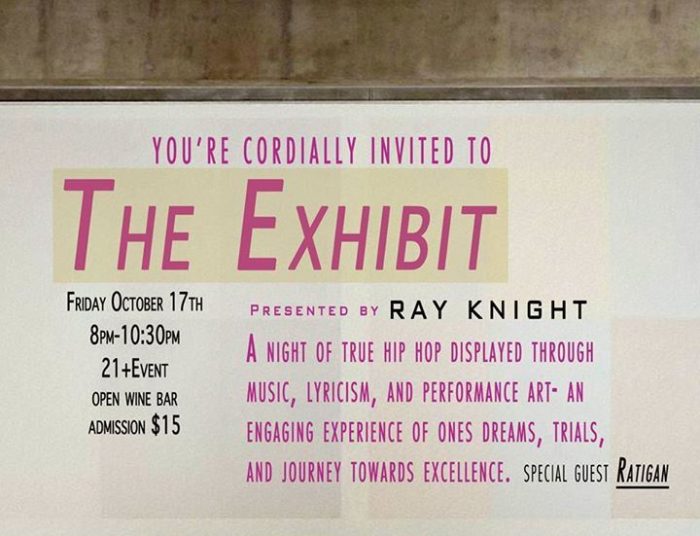 YOU'RE CORDIALLY INVITED TO
THE EXHIBIT
FRIDAY OCTOBER 17TH
8PM-10:30PM
21+EVENT
OPEN WINE BAR
ADMISSION $15
PRESENTED BY RAY KNIGHT
A NIGHT OF TRUE HIP HOP DISPLAYED THROUGH
MUSIC, LYRICISM, AND PERFORMANCE ART- AN
ENGAGING EXPERIENCE OF ONES DREAMS, TRIALS,
AND JOURNEY TOWARDS EXCELLENCE. SPECIAL GUEST RATIGAN